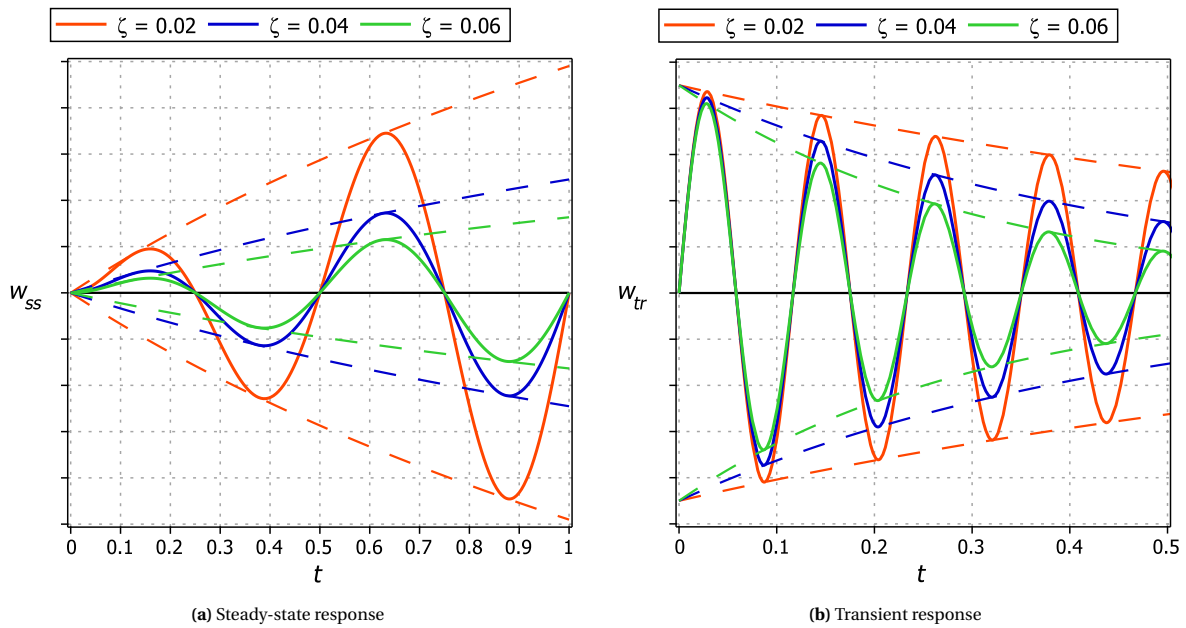 ζ = 0.02 ζ = 0.04 ζ = 0.06
w_ss
0 0.1 0.2 0.3 0.4 0.5 0.6 0.7 0.8 0.9 1
t
(a) Steady-state response
ζ = 0.02 ζ = 0.04 ζ = 0.06
w_tr
0 0.1 0.2 0.3 0.4 0.5
t
(b) Transient response